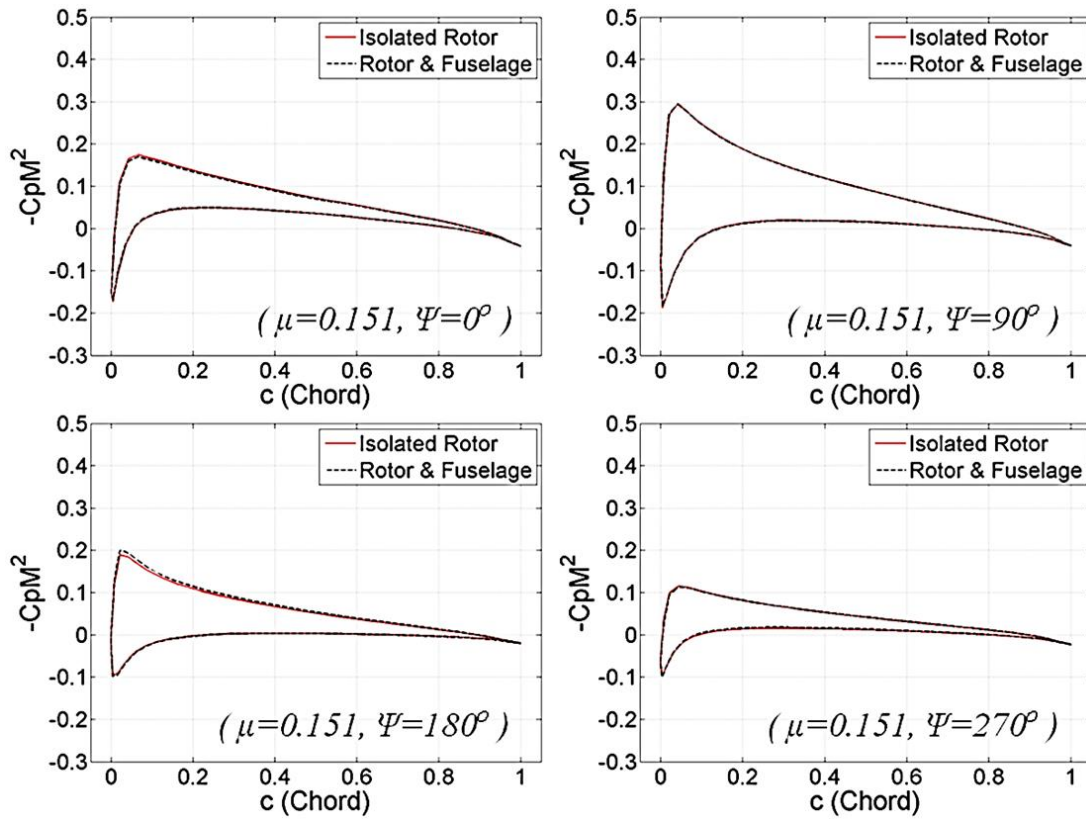 0.5
0.4
0.3
0.2
0.1
0
-0.1
-0.2
-0.3
-CpM²
Isolated Rotor
Rotor & Fuselage
( μ=0.151, Ψ=0º )
0 0.2 0.4 0.6 0.8 1
c (Chord)
0.5
0.4
0.3
0.2
0.1
0
-0.1
-0.2
-0.3
-CpM²
Isolated Rotor
Rotor & Fuselage
( μ=0.151, Ψ=90º )
0 0.2 0.4 0.6 0.8 1
c (Chord)
0.5
0.4
0.3
0.2
0.1
0
-0.1
-0.2
-0.3
-CpM²
Isolated Rotor
Rotor & Fuselage
( μ=0.151, Ψ=180º )
0 0.2 0.4 0.6 0.8 1
c (Chord)
0.5
0.4
0.3
0.2
0.1
0
-0.1
-0.2
-0.3
-CpM²
Isolated Rotor
Rotor & Fuselage
( μ=0.151, Ψ=270º )
0 0.2 0.4 0.6 0.8 1
c (Chord)